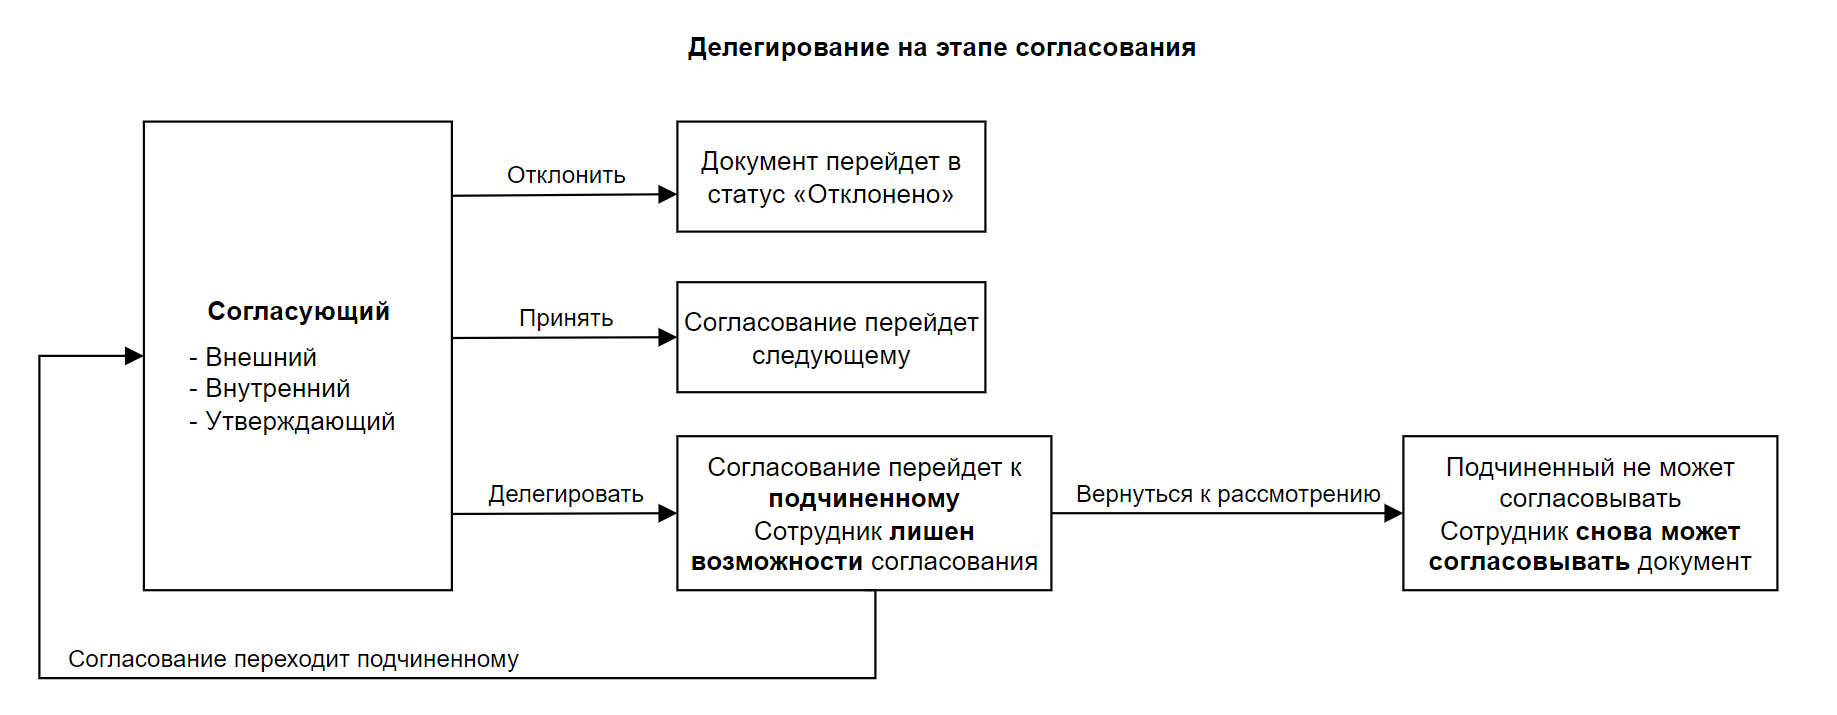 Делегирование на этапе согласования
Согласующий
- Внешний
- Внутренний
- Утверждающий
Отклонить
Документ перейдет в
статус «Отклонено»
Принять
Согласование перейдет
следующему
Делегировать
Согласование перейдет к
подчиненному
Сотрудник лишен
возможности согласования
Вернуться к рассмотрению
Подчиненный не может
согласовывать
Сотрудник снова может
согласовывать документ
Согласование переходит подчиненному